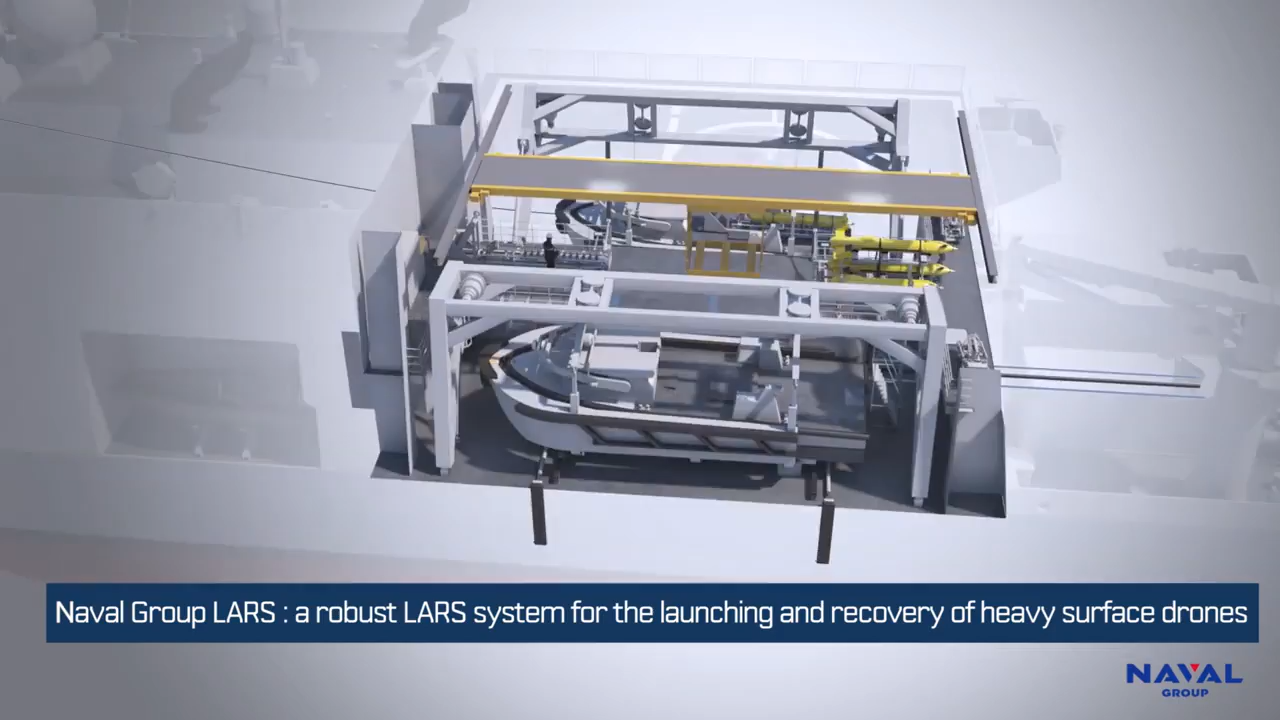 Naval Group LARS : a robust LARS system for the launching and recovery of heavy surface drones
NAVAL
GROUP